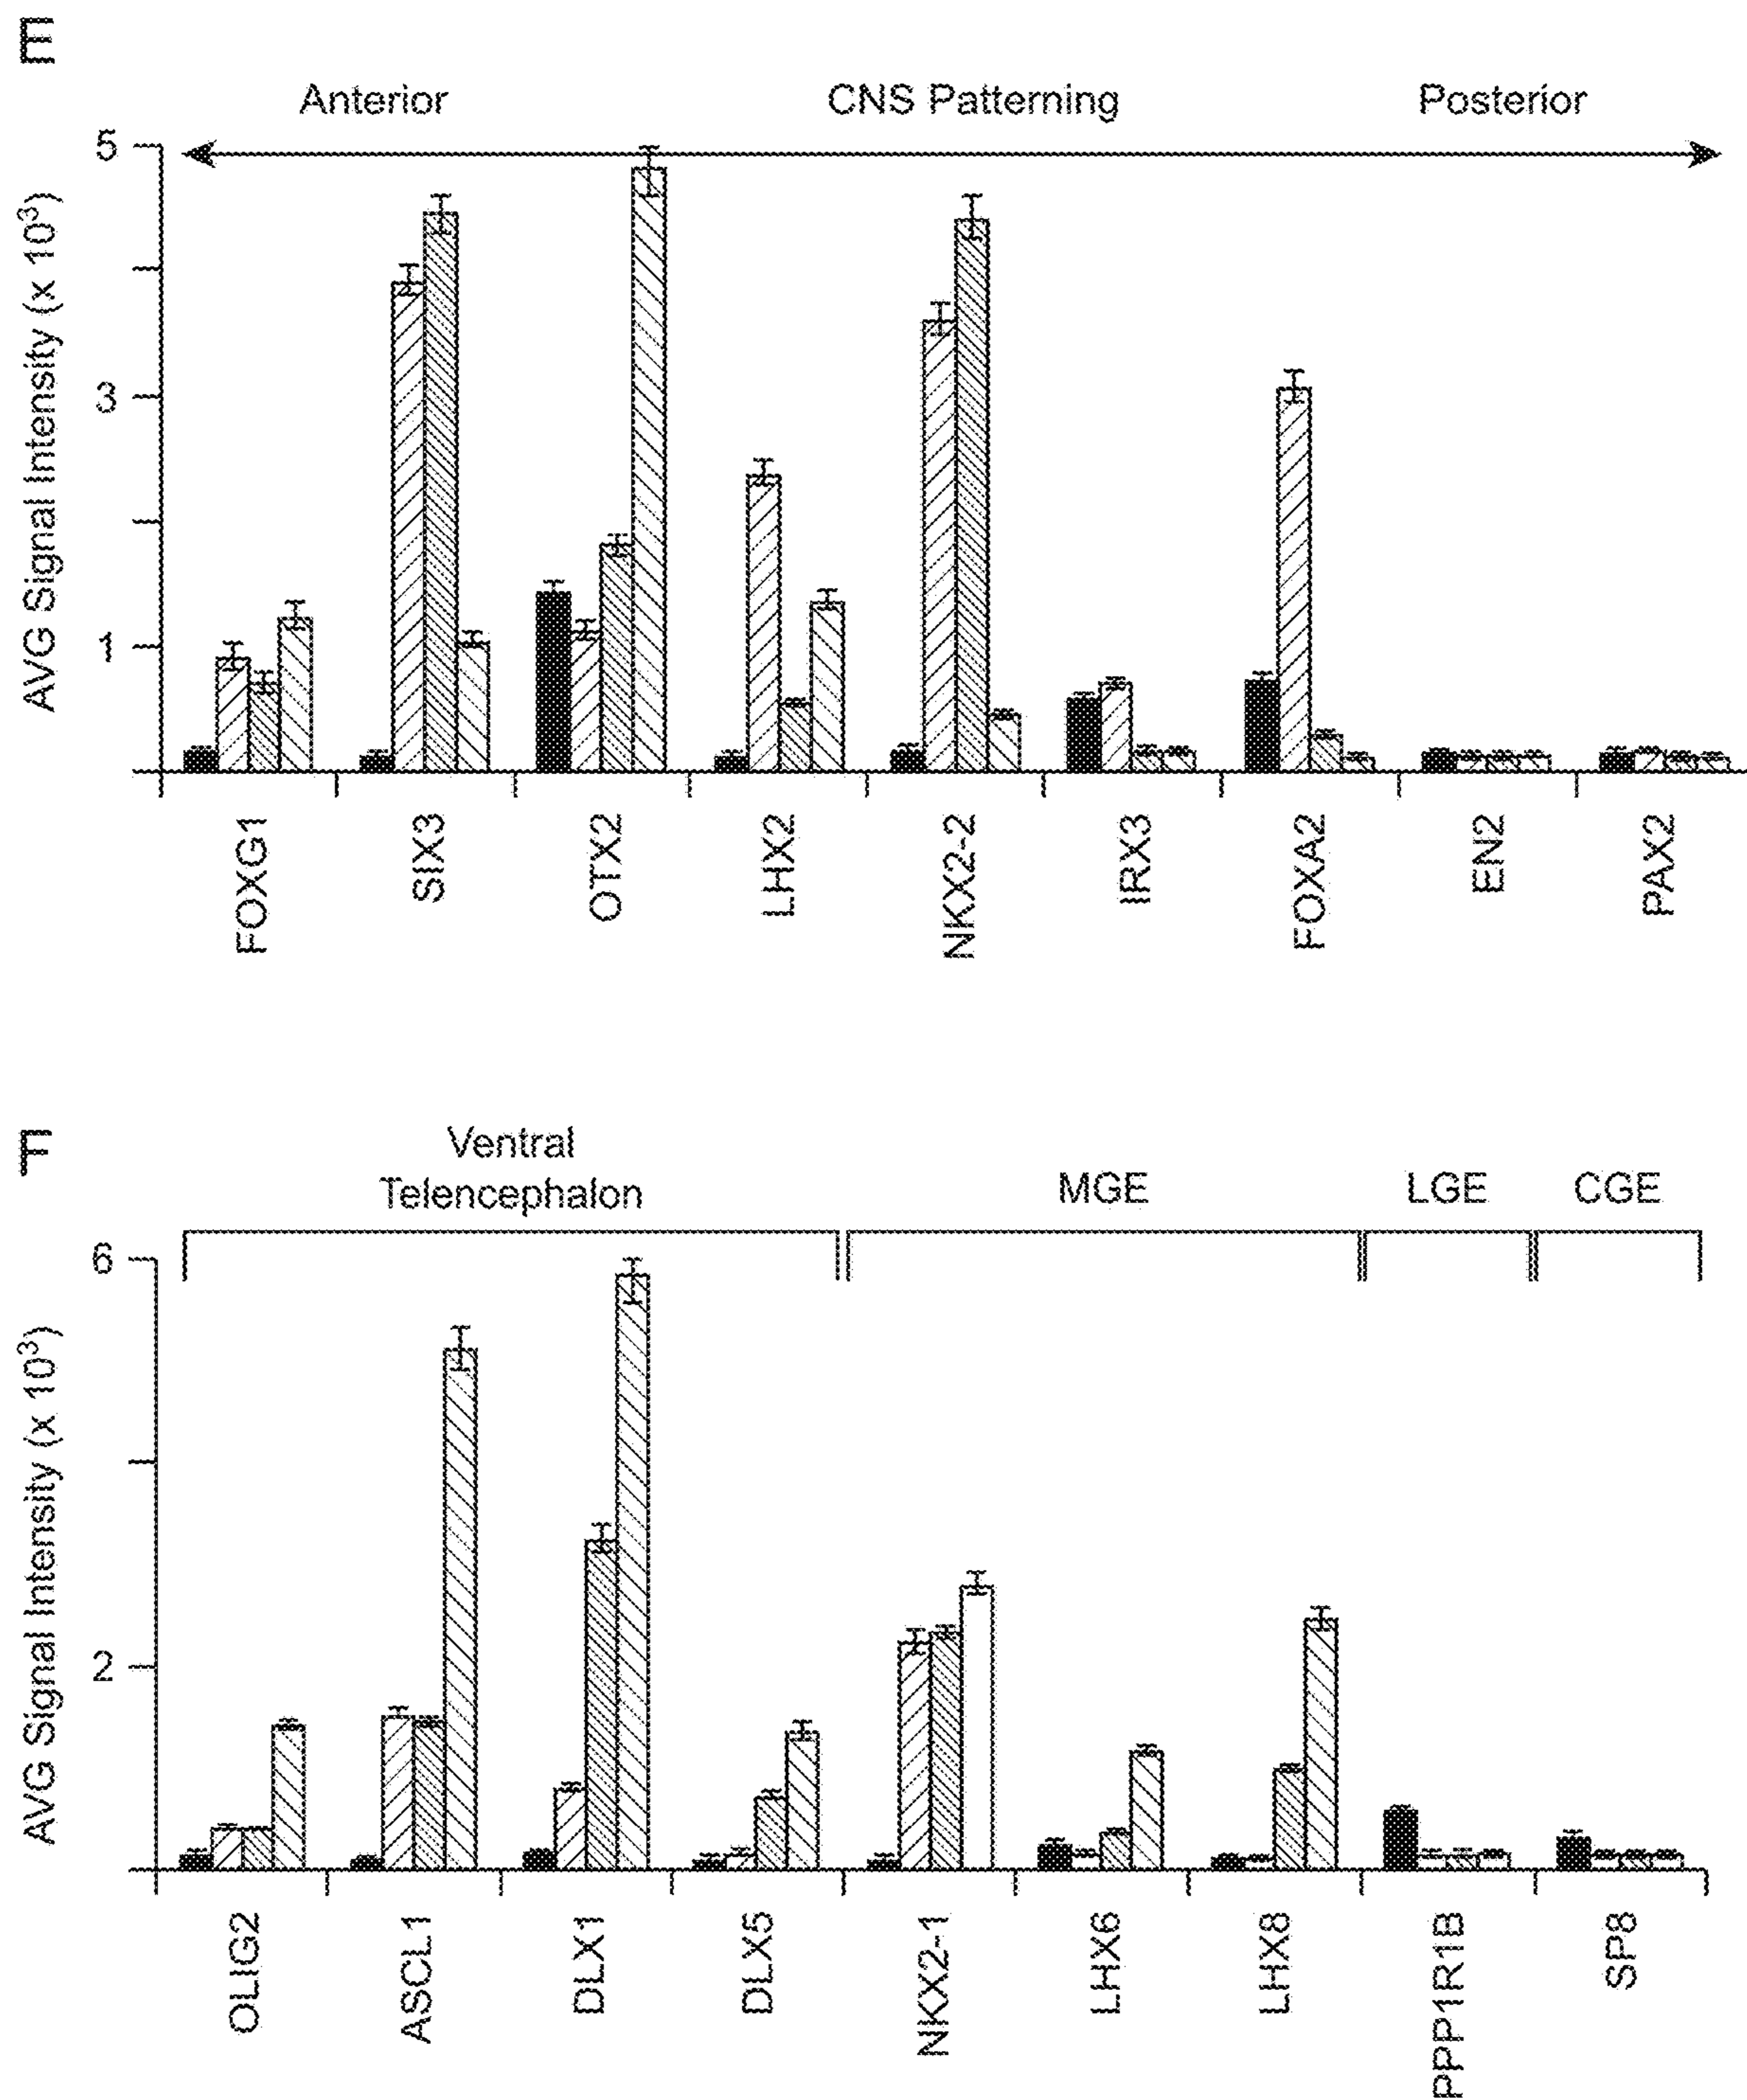 E
Anterior
CNS Patterning
Posterior
AVG Signal Intensity (x 10³)
5
3
1
FOXG1
SIX3
OTX2
LHX2
NKX2-2
IRX3
FOXA2
EN2
PAX2
F
Ventral
Telencephalon
MGE
LGE
CGE
AVG Signal Intensity (x 10³)
6
2
OLIG2
ASCL1
DLX1
DLX5
NKX2-1
LHX6
LHX8
PPP1R1B
SP8